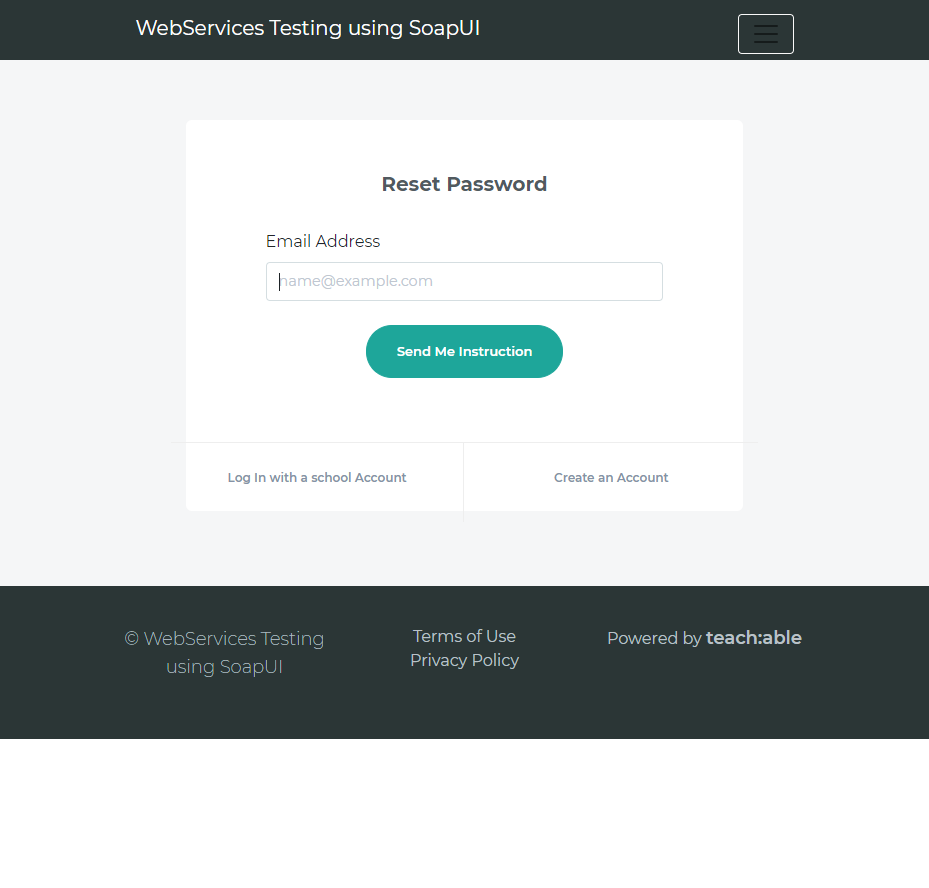 WebServices Testing using SoapUI
Reset Password
Email Address
name@example.com
Send Me Instruction
Log In with a school Account
Create an Account
© WebServices Testing
using SoapUI
Terms of Use
Privacy Policy
Powered by teach:able